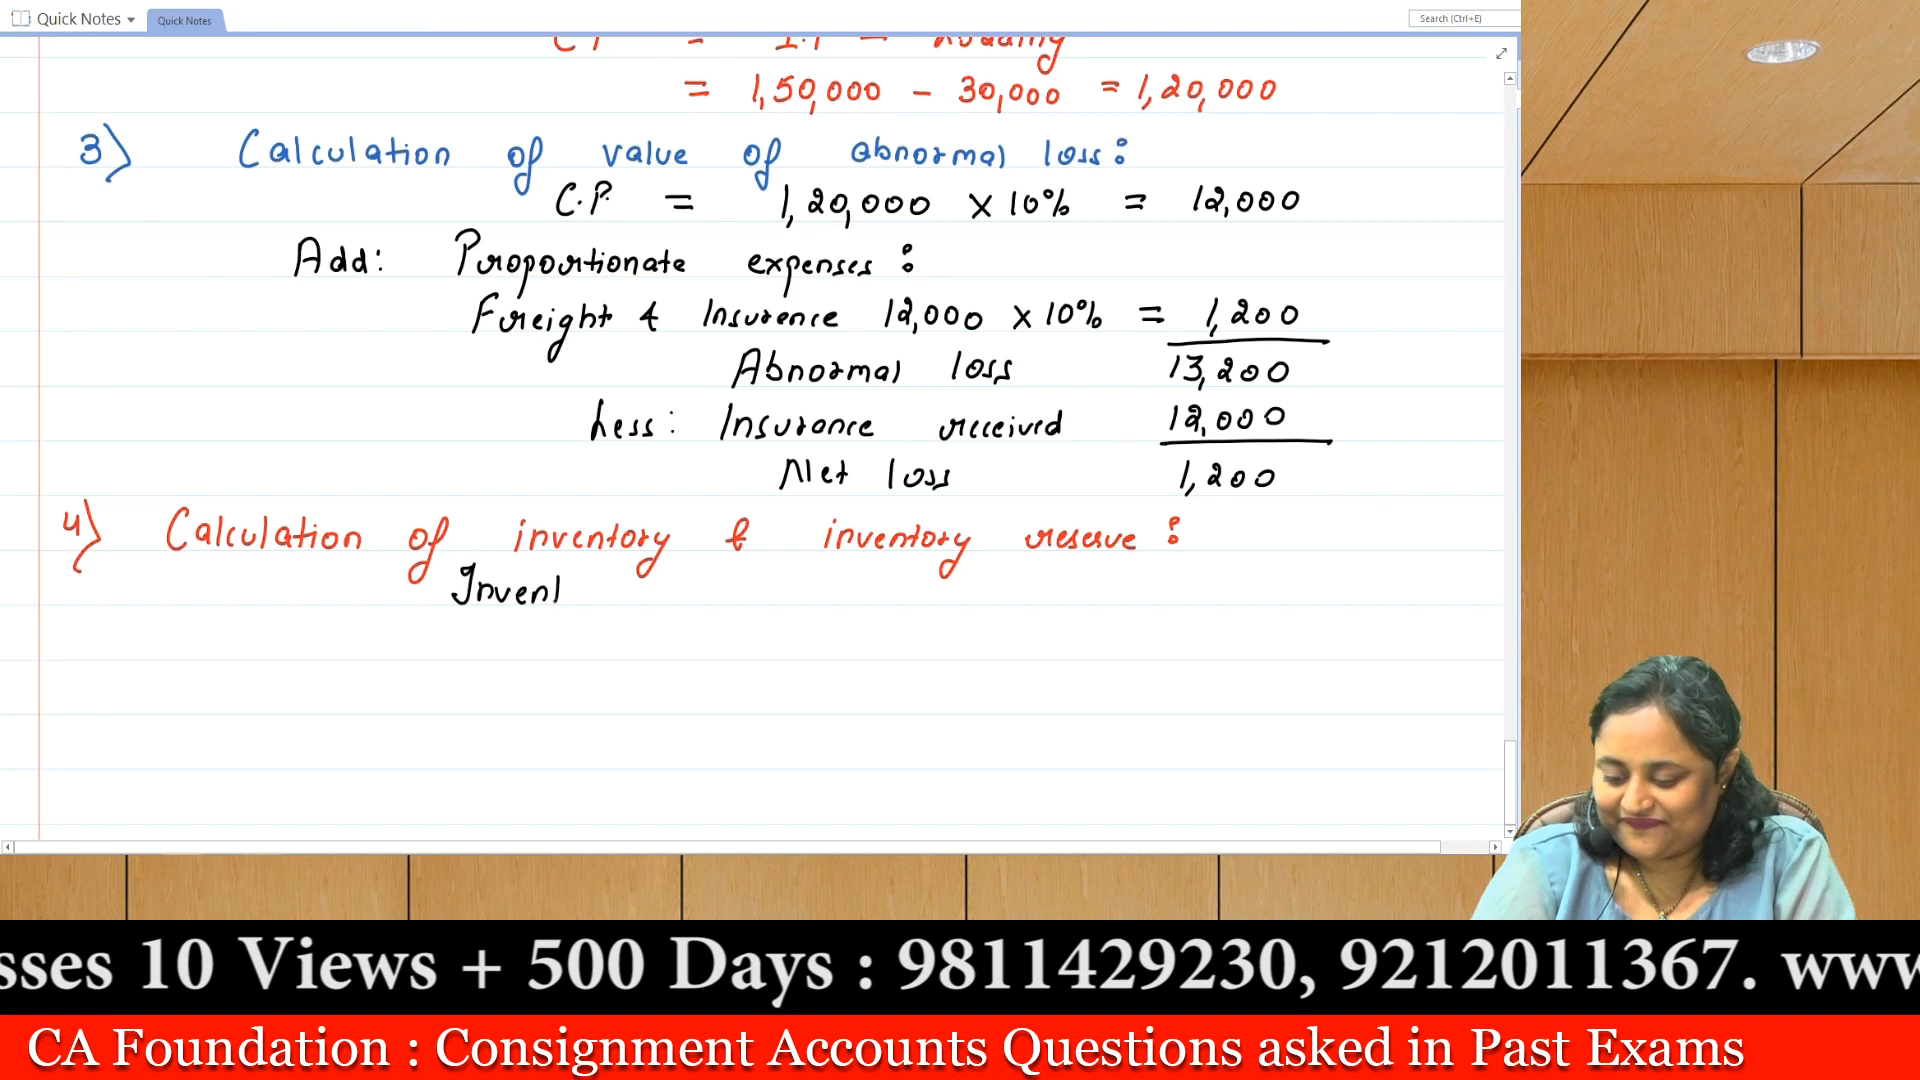 Quick Notes
Quick Notes
Search (Ctrl+E)
CP = I.P - Loading
= 1,50,000 - 30,000 = 1,20,000
3) Calculation of value of abnormal loss:
C.P. = 1,20,000 x 10% = 12,000
Add: Proportionate expenses:
Freight & Insurance 12,000 x 10% = 1,200
Abnormal loss 13,200
Less: Insurance received 12,000
Net loss 1,200
4) Calculation of inventory & inventory reserve:
Invent
sses 10 Views + 500 Days : 9811429230, 9212011367. www
CA Foundation : Consignment Accounts Questions asked in Past Exams